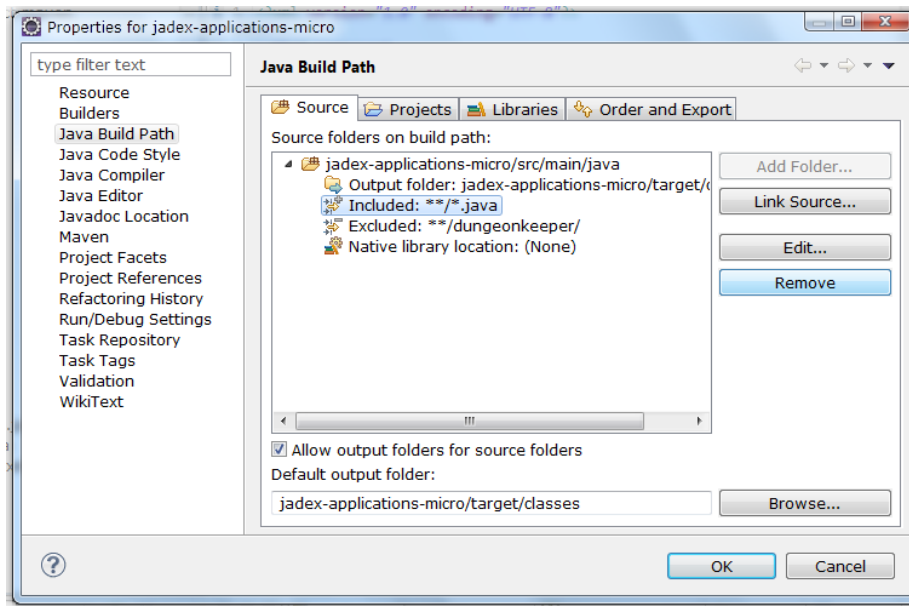 Properties for jadex-applications-micro
type filter text
Resource
Builders
Java Build Path
Java Code Style
Java Compiler
Java Editor
Javadoc Location
Maven
Project Facets
Project References
Refactoring History
Run/Debug Settings
Task Repository
Task Tags
Validation
WikiText
Java Build Path
Source Projects Libraries Order and Export
Source folders on build path:
jadex-applications-micro/src/main/java
Output folder: jadex-applications-micro/target/
Included: **/*.java
Excluded: **/dungeonkeeper/
Native library location: (None)
Add Folder...
Link Source...
Edit...
Remove
Allow output folders for source folders
Default output folder:
jadex-applications-micro/target/classes
Browse...
OK Cancel